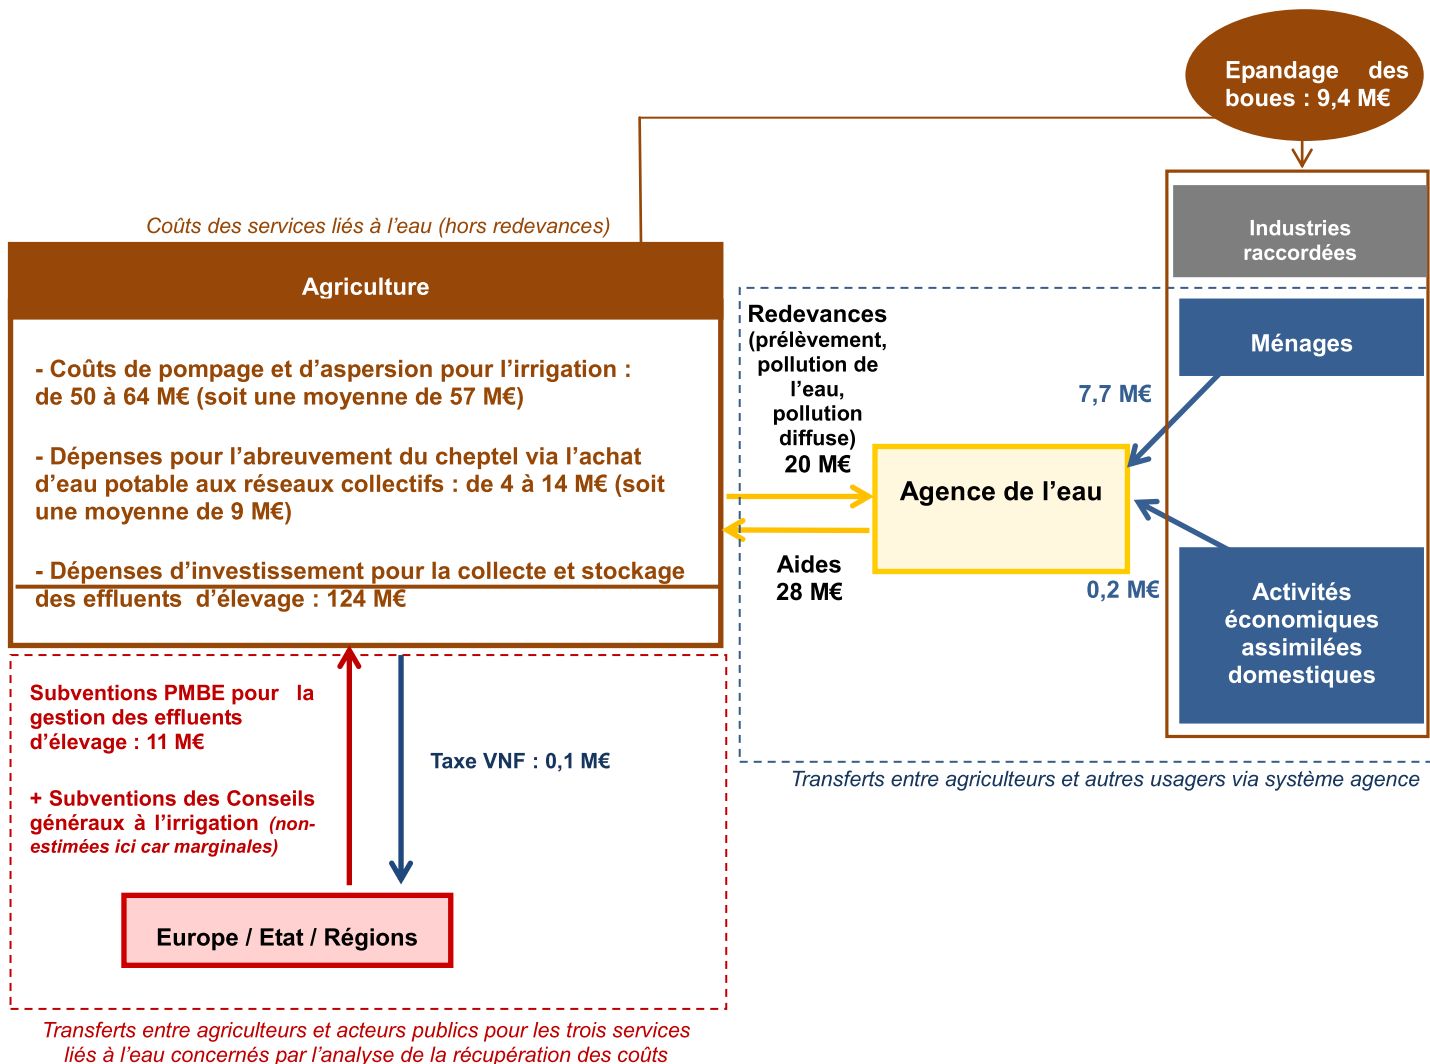 Epandage des
boues : 9,4 M€
Industries
raccordées
Coûts des services liés à l’eau (hors redevances)
Agriculture
- Coûts de pompage et d’aspersion pour l’irrigation :
de 50 à 64 M€ (soit une moyenne de 57 M€)
- Dépenses pour l’abreuvement du cheptel via l’achat
d’eau potable aux réseaux collectifs : de 4 à 14 M€ (soit
une moyenne de 9 M€)
- Dépenses d’investissement pour la collecte et stockage
des effluents d’élevage : 124 M€
Redevances
(prélèvement,
pollution de
l’eau,
pollution
diffuse)
20 M€
Agence de l’eau
Aides
28 M€
Ménages
7,7 M€
0,2 M€
Activités
économiques
assimilées
domestiques
Transferts entre agriculteurs et autres usagers via système agence
Subventions PMBE pour la
gestion des effluents
d’élevage : 11 M€
+ Subventions des Conseils
généraux à l’irrigation (non-
estimées ici car marginales)
Taxe VNF : 0,1 M€
Europe / Etat / Régions
Transferts entre agriculteurs et acteurs publics pour les trois services
liés à l’eau concernés par l’analyse de la récupération des coûts